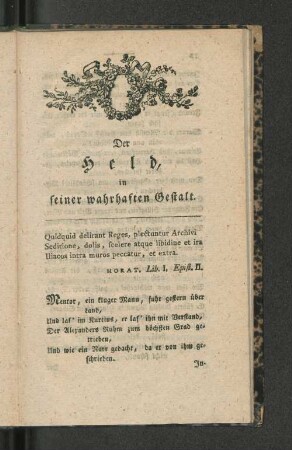 Der
Held,
in
seiner wahrhaften Gestalt.
Quidquid delirant Reges, plectuntur Archivi
Seditione, dolis, scelere atque libidine et ira
Iliacos intra muros peccatur, et extra.
HORAT. Lib. I. Epist. II.
Mentor, ein kluger Mann, fuhr gestern über
Land,
Und las' im Kurtius, er las' ihn mit Verstand,
Der Alexanders Ruhm zum höchsten Grad ge-
trieben,
Und wie ein Narr gedacht, da er von ihm ge-
schrieben.
In-